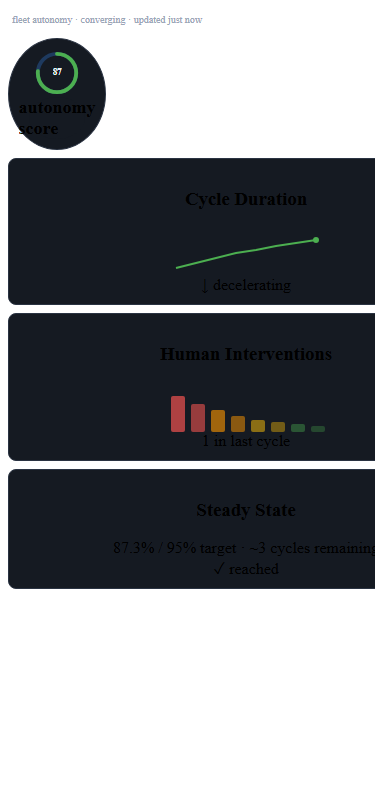 fleet autonomy · converging · updated just now
87
autonomy
score
Cycle Duration
↓ decelerating
Human Interventions
1 in last cycle
Steady State
87.3% / 95% target · ~3 cycles remaining
✓ reached